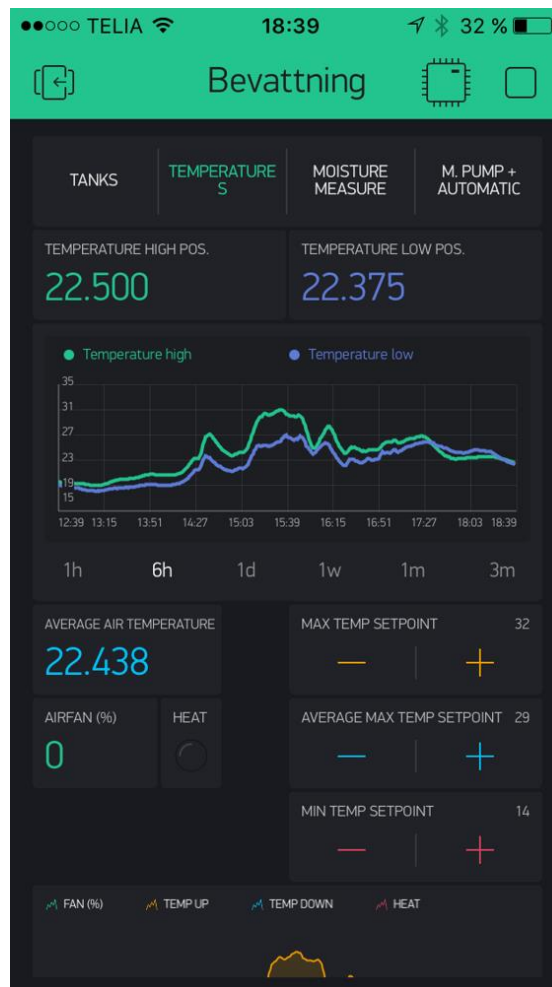 TELIA 18:39 32 %
Bevattning
TANKS
TEMPERATURE
S
MOISTURE
MEASURE
M. PUMP +
AUTOMATIC
TEMPERATURE HIGH POS.
22.500
TEMPERATURE LOW POS.
22.375
Temperature high Temperature low
35
31
27
23
19
15
12:39 13:15 13:51 14:27 15:03 15:39 16:15 16:51 17:27 18:03 18:39
1h 6h 1d 1w 1m 3m
AVERAGE AIR TEMPERATURE
22.438
MAX TEMP SETPOINT 32
− +
AIRFAN (%)
0
HEAT
AVERAGE MAX TEMP SETPOINT 29
− +
MIN TEMP SETPOINT 14
− +
FAN (%) TEMP UP TEMP DOWN HEAT